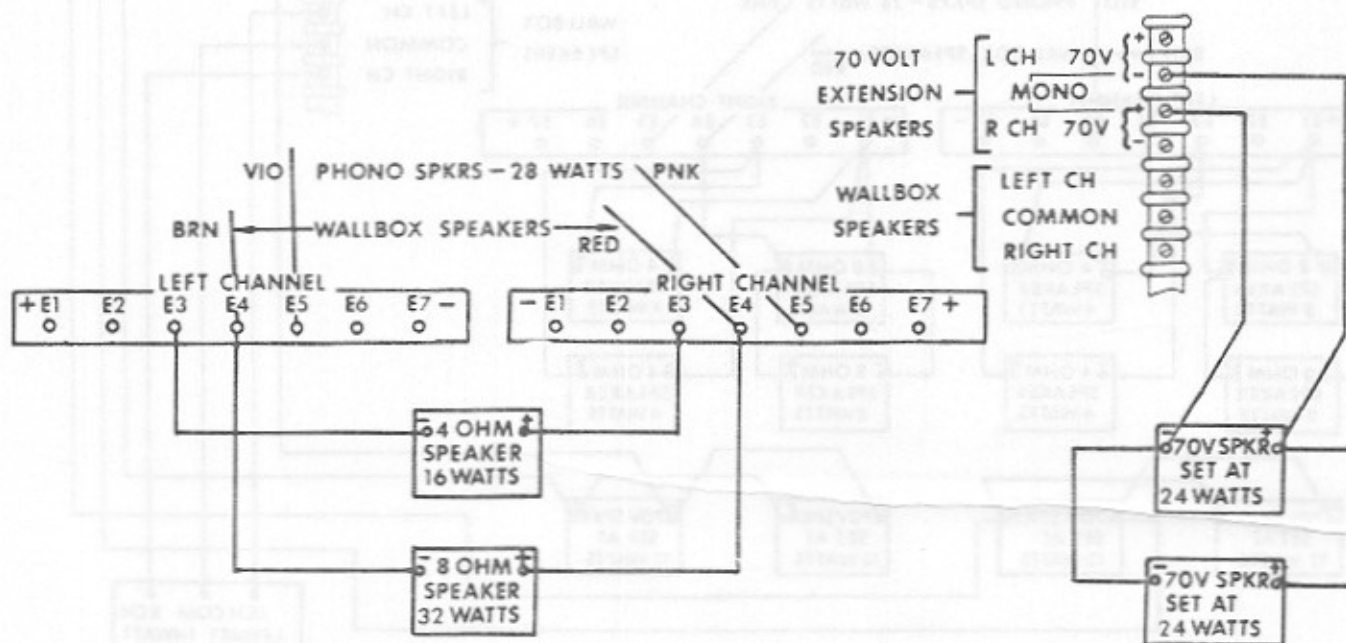 70 VOLT
EXTENSION
SPEAKERS
L CH 70V { + -
MONO
R CH 70V { + -
WALLBOX
SPEAKERS
LEFT CH
COMMON
RIGHT CH
VIO PHONO SPKRS – 28 WATTS PNK
BRN WALLBOX SPEAKERS RED
LEFT CHANNEL
+ E1 E2 E3 E4 E5 E6 E7 -
RIGHT CHANNEL
- E1 E2 E3 E4 E5 E6 E7 +
- 4 OHM +
SPEAKER
16 WATTS
- 8 OHM +
SPEAKER
32 WATTS
- 70V SPKR +
SET AT
24 WATTS
- 70V SPKR +
SET AT
24 WATTS